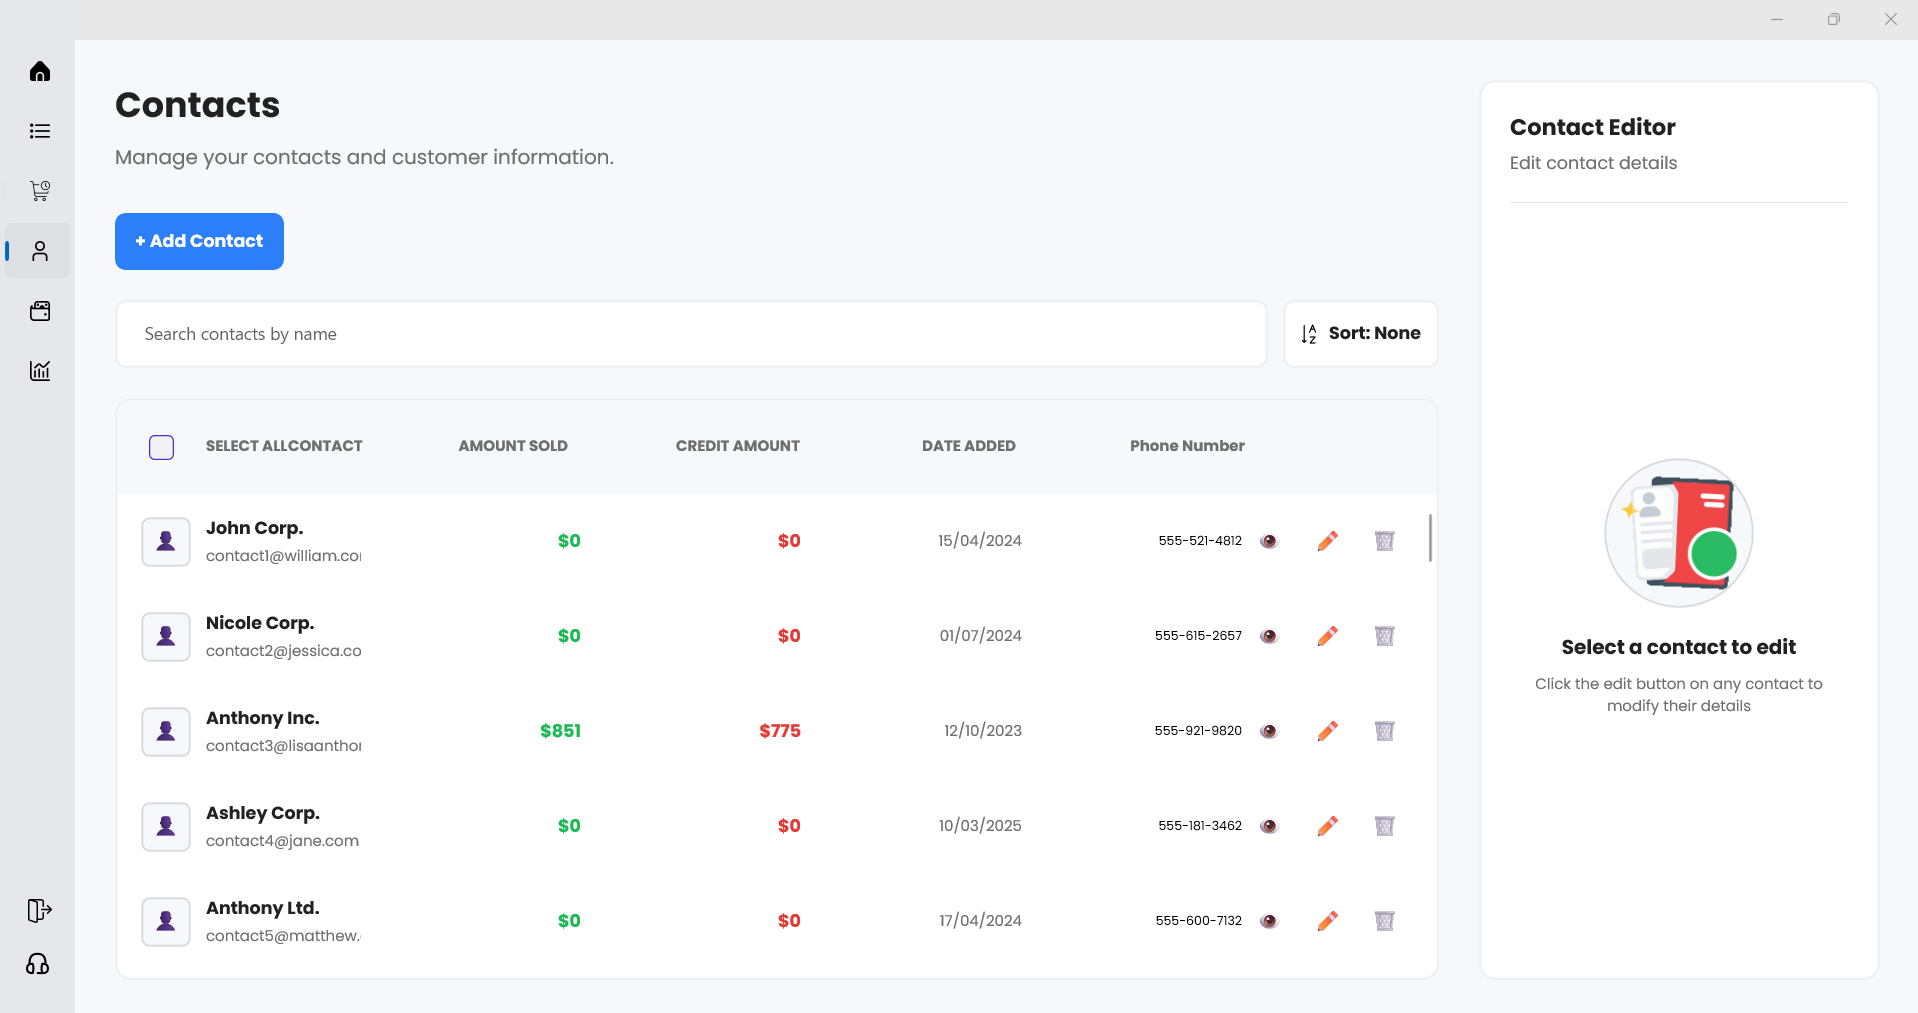 Contacts
Manage your contacts and customer information.
+ Add Contact
Search contacts by name
Sort: None
SELECT ALLCONTACT AMOUNT SOLD CREDIT AMOUNT DATE ADDED Phone Number
John Corp.
contact1@william.co
$0 $0 15/04/2024 555-521-4812
Nicole Corp.
contact2@jessica.co
$0 $0 01/07/2024 555-615-2657
Anthony Inc.
contact3@lisaantho
$851 $775 12/10/2023 555-921-9820
Ashley Corp.
contact4@jane.com
$0 $0 10/03/2025 555-181-3462
Anthony Ltd.
contact5@matthew.
$0 $0 17/04/2024 555-600-7132
Contact Editor
Edit contact details
Select a contact to edit
Click the edit button on any contact to
modify their details